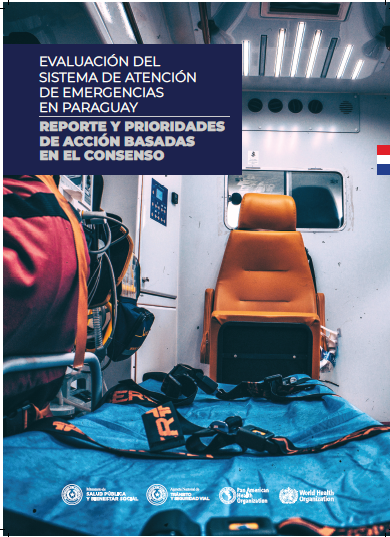 EVALUACIÓN DEL
SISTEMA DE ATENCIÓN
DE EMERGENCIAS
EN PARAGUAY
REPORTE Y PRIORIDADES
DE ACCIÓN BASADAS
EN EL CONSENSO
Ministerio de
SALUD PÚBLICA
Y BIENESTAR SOCIAL
Agencia Nacional de
TRÁNSITO
Y SEGURIDAD VIAL
Pan American
Health
Organization
World Health
Organization